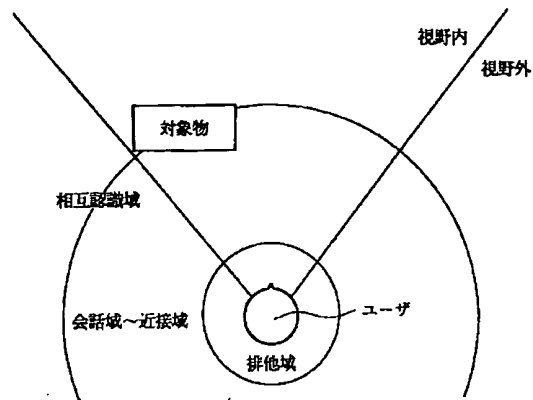 視野内
視野外
対象物
相互認識域
会話域~近接域
ユーザ
排他域